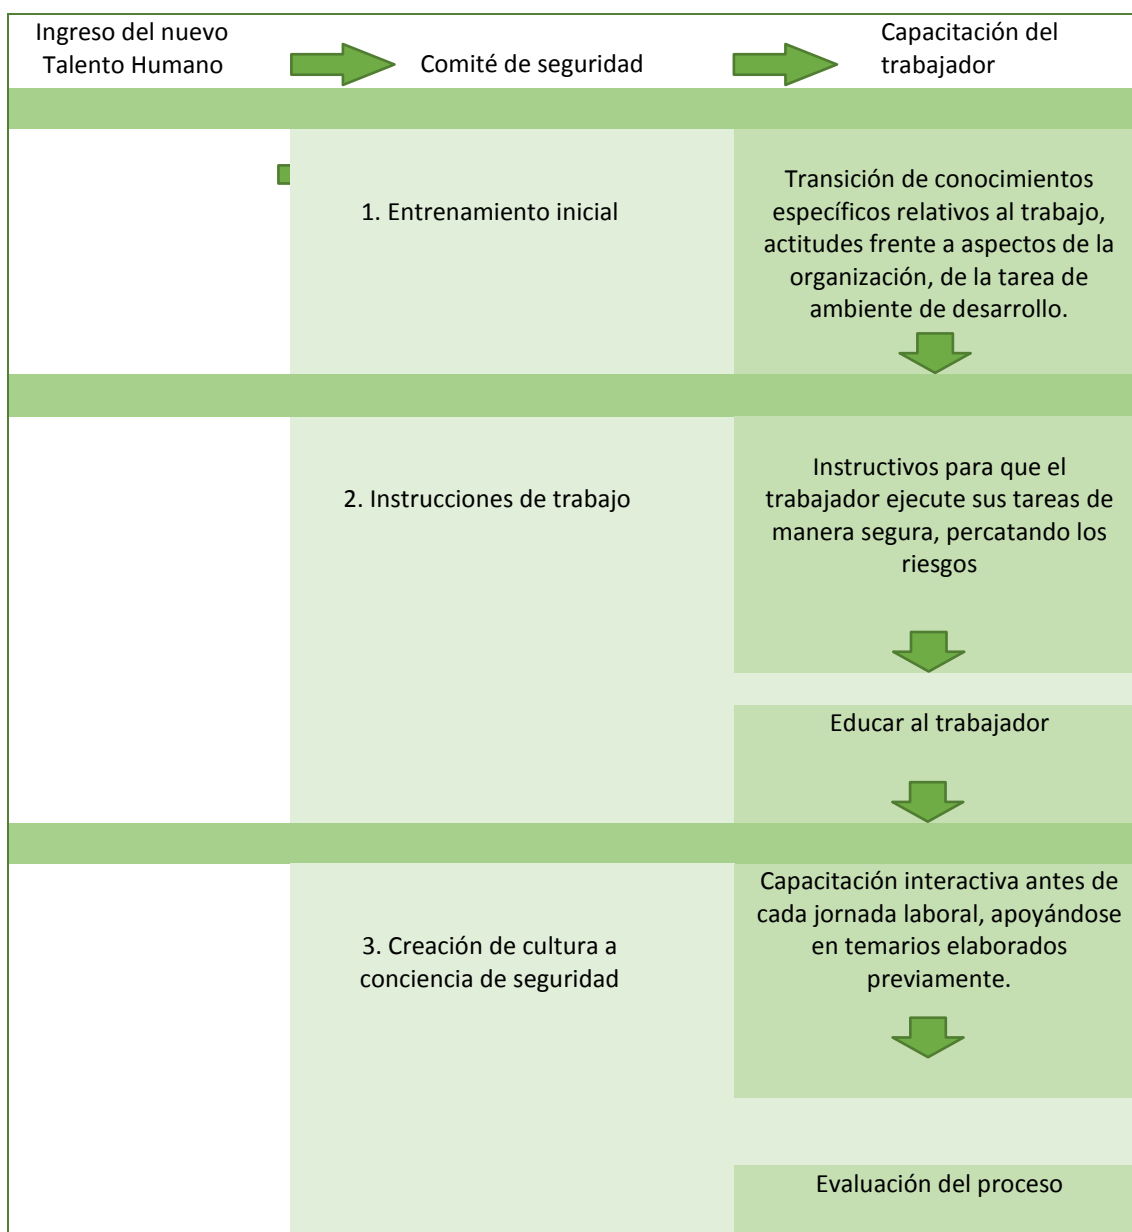 Ingreso del nuevo
Talento Humano
Comité de seguridad
Capacitación del
trabajador
1. Entrenamiento inicial
Transición de conocimientos
específicos relativos al trabajo,
actitudes frente a aspectos de la
organización, de la tarea de
ambiente de desarrollo.
2. Instrucciones de trabajo
Instructivos para que el
trabajador ejecute sus tareas de
manera segura, percatando los
riesgos
Educar al trabajador
3. Creación de cultura a
conciencia de seguridad
Capacitación interactiva antes de
cada jornada laboral, apoyándose
en temarios elaborados
previamente.
Evaluación del proceso